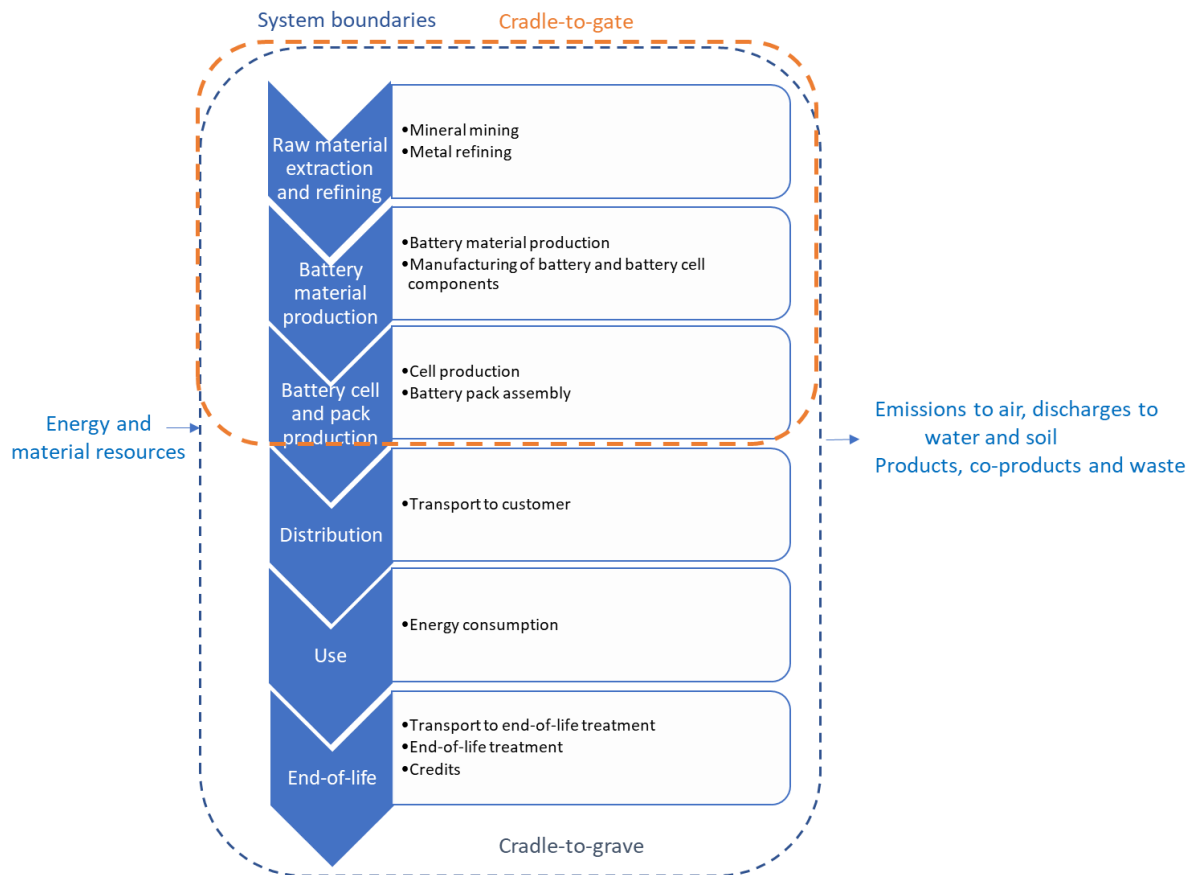 System boundaries
Cradle-to-gate
Raw material
extraction
and refining
•Mineral mining
•Metal refining
Battery
material
production
•Battery material production
•Manufacturing of battery and battery cell
components
Battery cell
and pack
production
•Cell production
•Battery pack assembly
Energy and
material resources
Emissions to air, discharges to
water and soil
Products, co-products and waste
Distribution
•Transport to customer
Use
•Energy consumption
End-of-life
•Transport to end-of-life treatment
•End-of-life treatment
•Credits
Cradle-to-grave